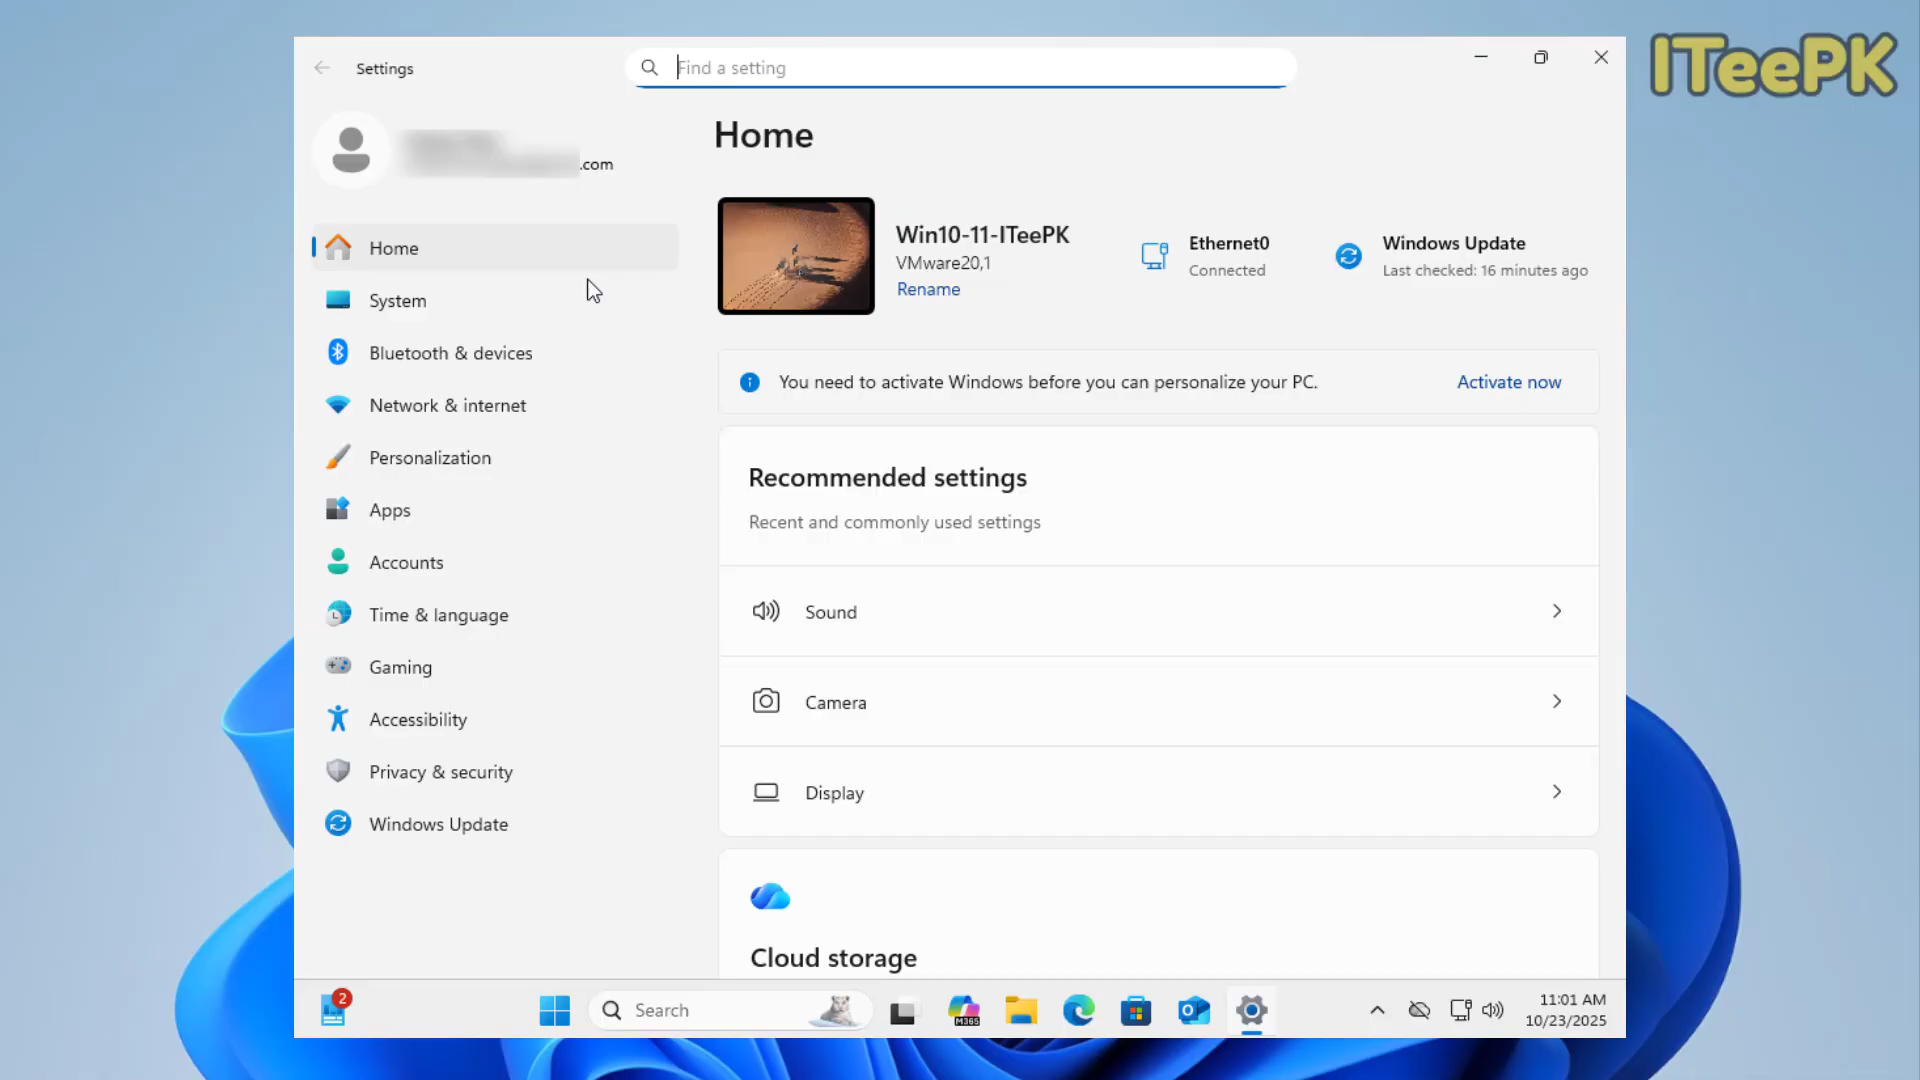 ITeePK
Settings
Find a setting
.com
Home
System
Bluetooth & devices
Network & internet
Personalization
Apps
Accounts
Time & language
Gaming
Accessibility
Privacy & security
Windows Update
Home
Win10-11-ITeePK
VMware20,1
Rename
Ethernet0
Connected
Windows Update
Last checked: 16 minutes ago
You need to activate Windows before you can personalize your PC.
Activate now
Recommended settings
Recent and commonly used settings
Sound
Camera
Display
Cloud storage
2
Search
M365
11:01 AM
10/23/2025